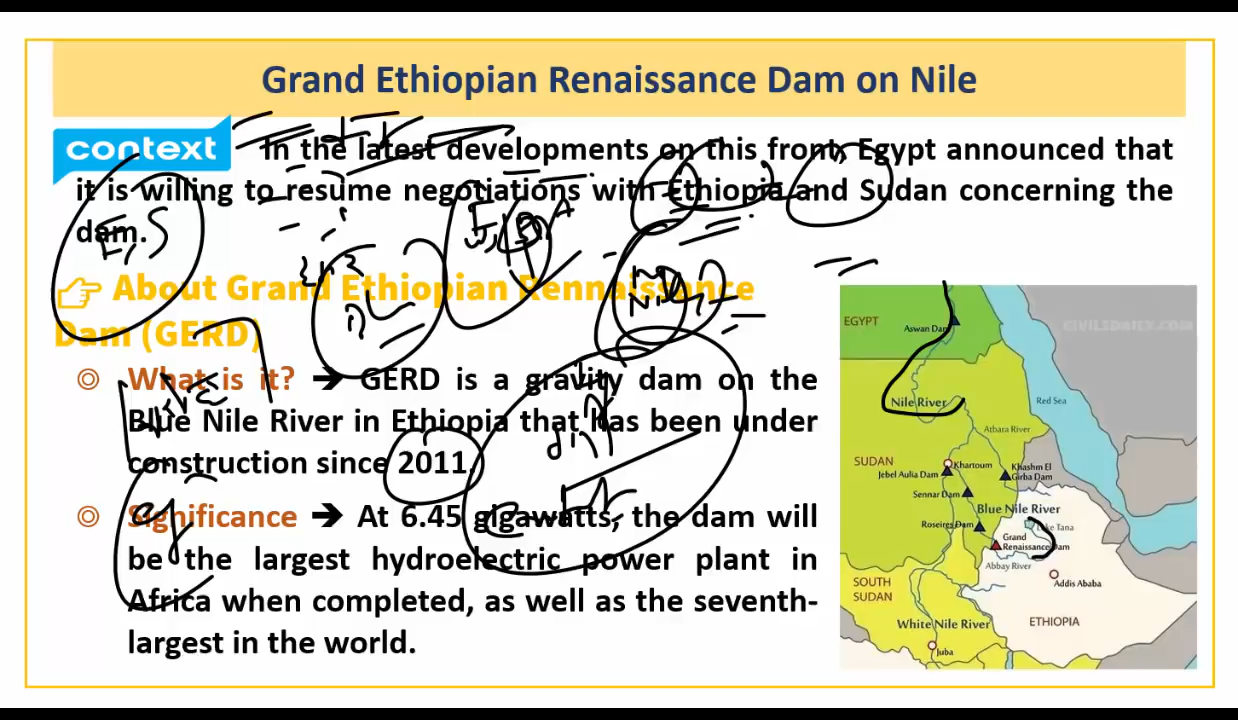 Grand Ethiopian Renaissance Dam on Nile
context In the latest developments on this front, Egypt announced that
it is willing to resume negotiations with Ethiopia and Sudan concerning the
dam.
E, S
About Grand Ethiopian Rennaissance
Dam (GERD)
What is it? ➔ GERD is a gravity dam on the
Blue Nile River in Ethiopia that has been under
construction since 2011.
Significance ➔ At 6.45 gigawatts, the dam will
be the largest hydroelectric power plant in
Africa when completed, as well as the seventh-
largest in the world.
EGYPT
Aswan Dam
CIVILSDAILY.COM
Nile River
Red Sea
Atbara River
SUDAN
Khartoum
Jebel Aulia Dam
Khashm El
Girba Dam
Sennar Dam
Blue Nile River
Roseires Dam
Lake Tana
Grand
Renaissance Dam
Abbay River
Addis Ababa
SOUTH
SUDAN
White Nile River
ETHIOPIA
Juba